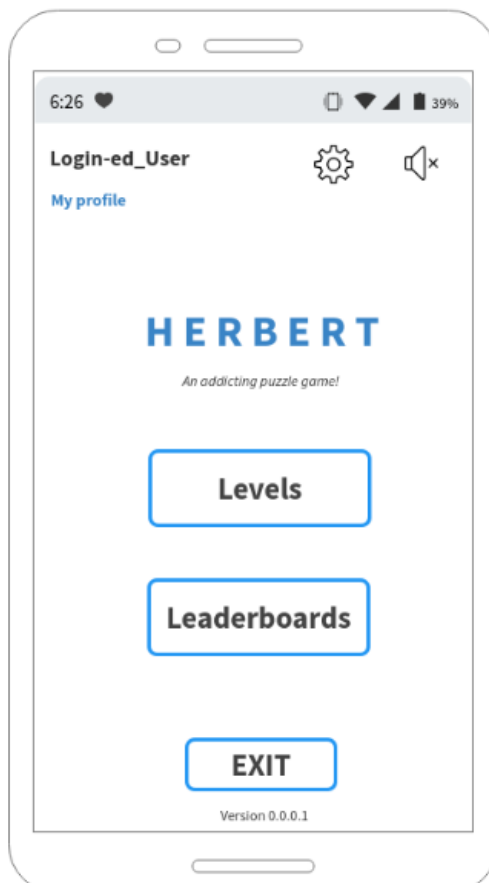 6:26 39%
Login-ed_User
My profile
HERBERT
An addicting puzzle game!
Levels
Leaderboards
EXIT
Version 0.0.0.1